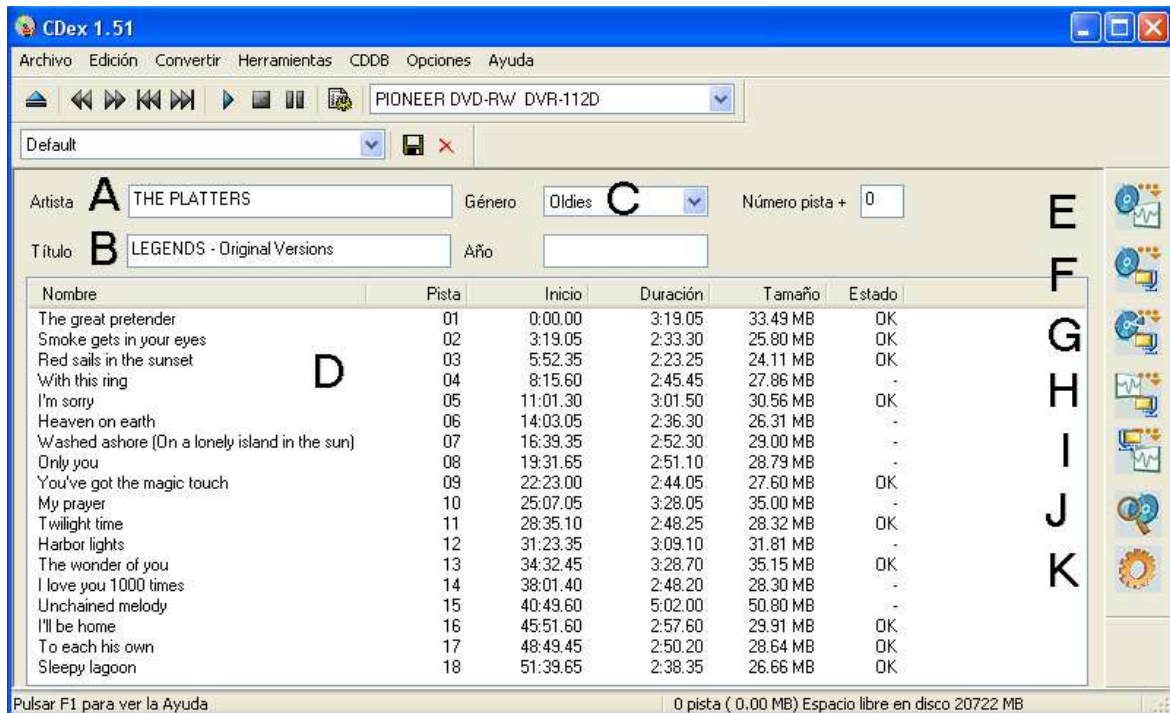 CDex 1.51
Archivo Edición Convertir Herramientas CDDB Opciones Ayuda
PIONEER DVD-RW DVR-112D
Default
Artista A THE PLATTERS Género Oldies C Número pista + 0 E
Título B LEGENDS - Original Versions Año
F
Nombre Pista Inicio Duración Tamaño Estado
The great pretender 01 0:00.00 3:19.05 33.49 MB OK
Smoke gets in your eyes 02 3:19.05 2:33.30 25.80 MB OK
G
Red sails in the sunset 03 5:52.35 2:23.25 24.11 MB OK
D
With this ring 04 8:15.60 2:45.45 27.86 MB -
H
I'm sorry 05 11:01.30 3:01.50 30.56 MB OK
Heaven on earth 06 14:03.05 2:36.30 26.31 MB -
Washed ashore (On a lonely island in the sun) 07 16:39.35 2:52.30 29.00 MB -
I
Only you 08 19:31.65 2:51.10 28.79 MB -
You've got the magic touch 09 22:23.00 2:44.05 27.60 MB OK
My prayer 10 25:07.05 3:28.05 35.00 MB -
J
Twilight time 11 28:35.10 2:48.25 28.32 MB OK
Harbor lights 12 31:23.35 3:09.10 31.81 MB -
The wonder of you 13 34:32.45 3:28.70 35.15 MB OK
K
I love you 1000 times 14 38:01.40 2:48.20 28.30 MB -
Unchained melody 15 40:49.60 5:02.00 50.80 MB -
I'll be home 16 45:51.60 2:57.60 29.91 MB OK
To each his own 17 48:49.45 2:50.20 28.64 MB OK
Sleepy lagoon 18 51:39.65 2:38.35 26.66 MB OK
Pulsar F1 para ver la Ayuda 0 pista ( 0.00 MB) Espacio libre en disco 20722 MB